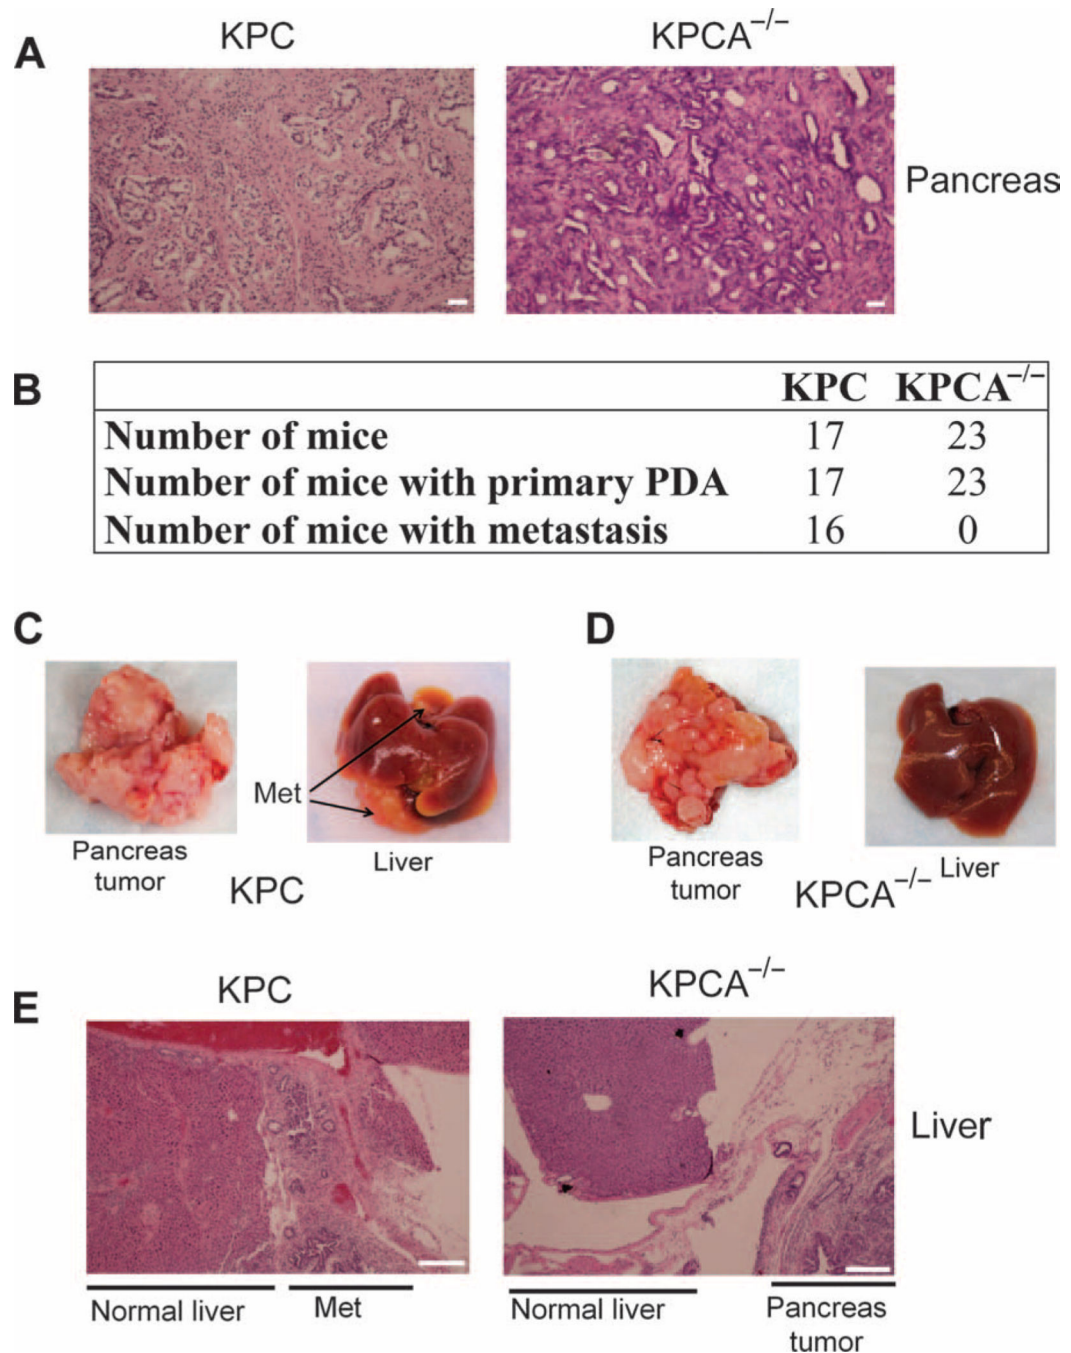 A
KPC
KPCA−/−
Pancreas
B
KPC KPCA−/−
Number of mice 17 23
Number of mice with primary PDA 17 23
Number of mice with metastasis 16 0
C
D
Met
Pancreas
tumor
Liver
KPC
Pancreas
tumor
Liver
KPCA−/−
E
KPC
KPCA−/−
Liver
Normal liver
Met
Normal liver
Pancreas
tumor